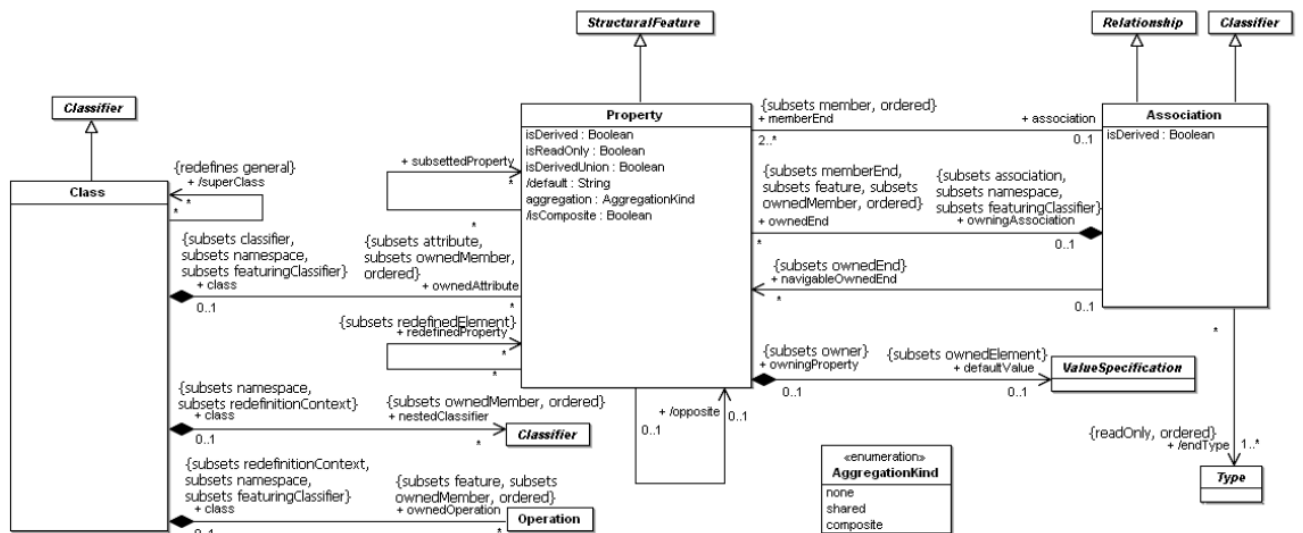 StructuralFeature
Relationship
Classifier
Classifier
Property
isDerived : Boolean
isReadOnly : Boolean
isDerivedUnion : Boolean
/default : String
aggregation : AggregationKind
/isComposite : Boolean
{subsets member, ordered}
+ memberEnd
2..*
+ association
0..1
Association
isDerived : Boolean
{redefines general}
+ /superClass
*
*
Class
+ subsettedProperty
*
*
{subsets memberEnd,
subsets feature, subsets
ownedMember, ordered}
+ ownedEnd
*
{subsets association,
subsets namespace,
subsets featuringClassifier}
+ owningAssociation
0..1
{subsets classifier,
subsets namespace,
subsets featuringClassifier}
+ class
0..1
{subsets attribute,
subsets ownedMember,
ordered}
+ ownedAttribute
*
{subsets ownedEnd}
+ navigableOwnedEnd
*
0..1
{subsets redefinedElement}
+ redefinedProperty
*
*
{subsets owner}
+ owningProperty
0..1
{subsets ownedElement}
+ defaultValue
0..1
ValueSpecification
*
{subsets namespace,
subsets redefinitionContext}
+ class
0..1
{subsets ownedMember, ordered}
+ nestedClassifier
*
Classifier
+ /opposite
0..1
0..1
{readOnly, ordered}
+ /endType
1..*
Type
{subsets redefinitionContext,
subsets namespace,
subsets featuringClassifier}
+ class
0..1
{subsets feature, subsets
ownedMember, ordered}
+ ownedOperation
*
Operation
«enumeration»
AggregationKind
none
shared
composite